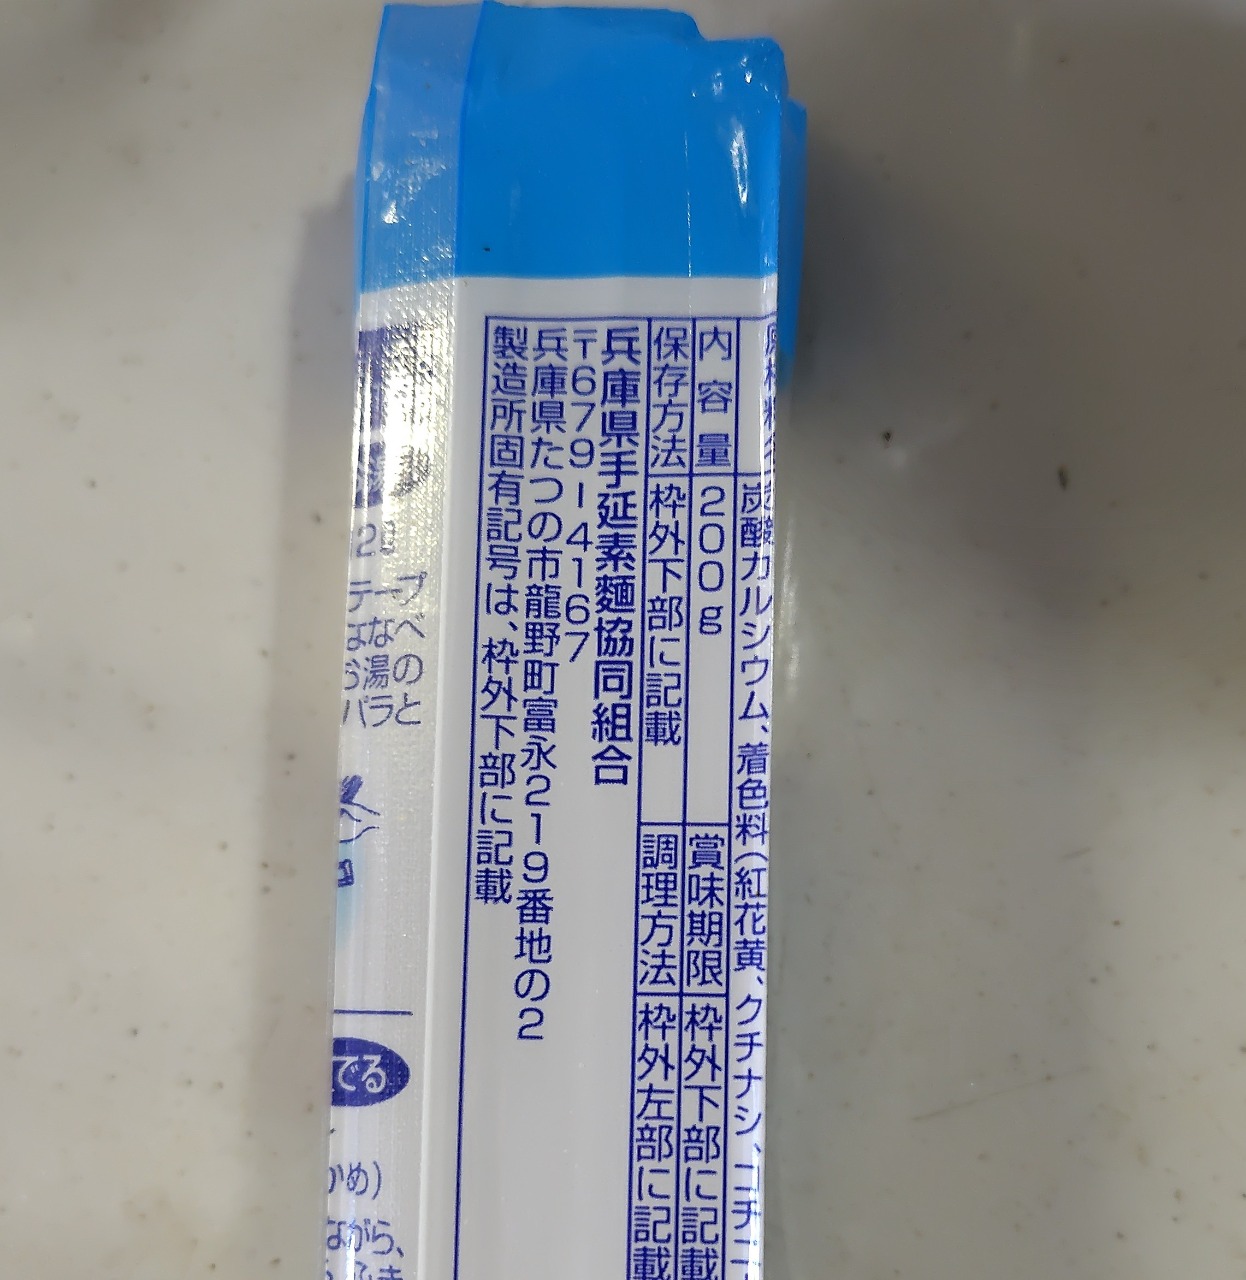 炭酸カルシウム、着色料(紅花黄、クチナシ、
内容量
200g
賞味期限
枠外下部に記載
保存方法
枠外下部に記載
調理方法
枠外左部に記載
兵庫県手延素麵協同組合
〒679-4167
兵庫県たつの市龍野町富永219番地の2
製造所固有記号は、枠外下部に記載
テープ
なべ
湯の
バラと
でる
かめ)
ながら、